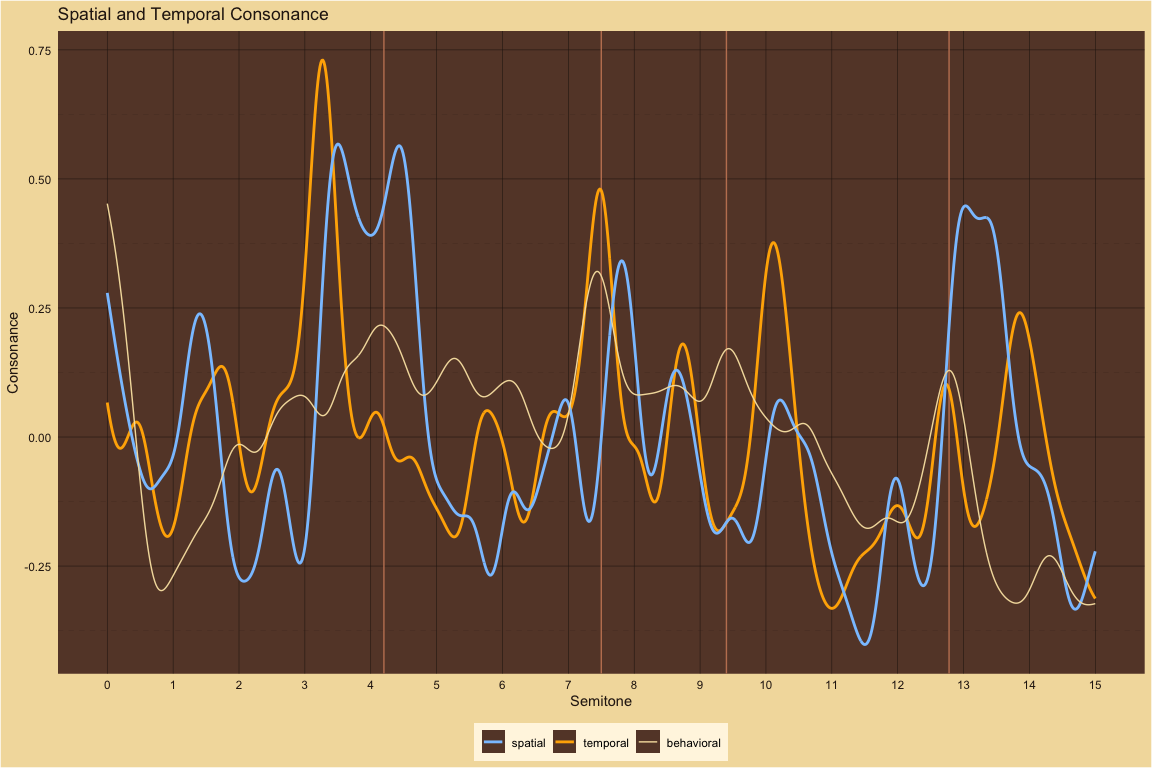 Spatial and Temporal Consonance
Consonance
0.75
0.50
0.25
0.00
-0.25
0 1 2 3 4 5 6 7 8 9 10 11 12 13 14 15
Semitone
spatial temporal behavioral